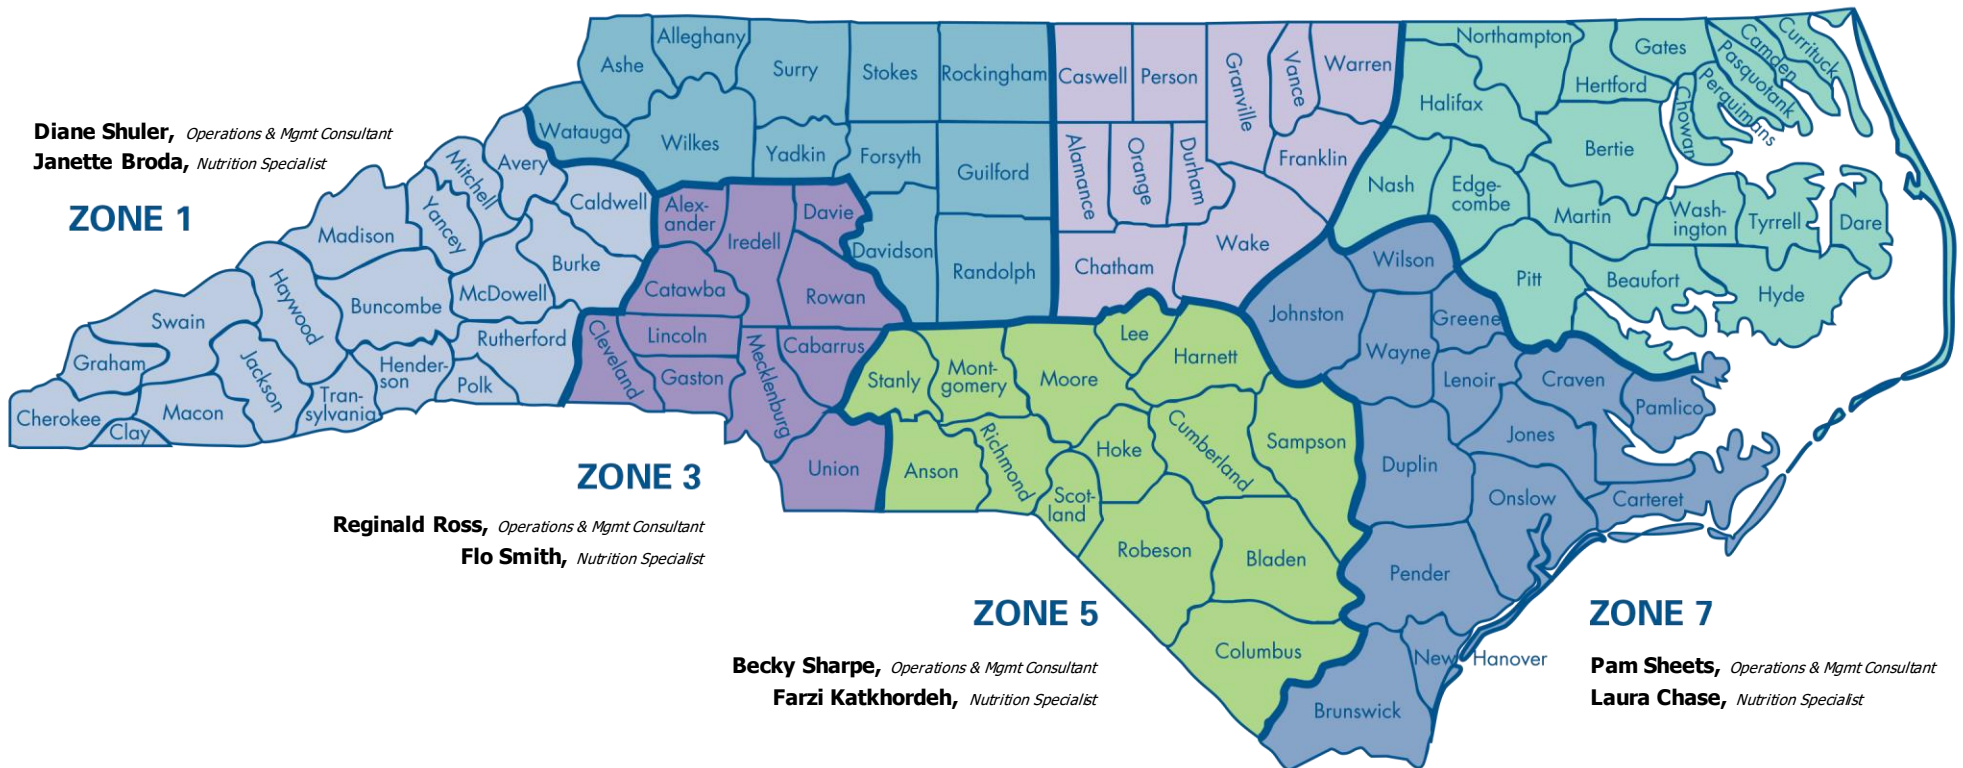 Alleghany
Northampton
Gates
Camden
Currituck
Ashe
Surry
Stokes
Rockingham
Caswell
Person
Granville
Vance
Warren
Pasquotank
Hertford
Perquimans
Halifax
Chowan
Diane Shuler, Operations & Mgmt Consultant
Janette Broda, Nutrition Specialist
ZONE 1
Watauga
Wilkes
Yadkin
Forsyth
Guilford
Alamance
Orange
Durham
Franklin
Nash
Edge-
combe
Bertie
Martin
Wash-
ington
Tyrrell
Dare
Mitchell
Avery
Yancey
Caldwell
Alex-
ander
Iredell
Davie
Davidson
Randolph
Chatham
Wake
Wilson
Pitt
Beaufort
Hyde
Madison
Burke
Haywood
Buncombe
McDowell
Catawba
Rowan
Johnston
Greene
Swain
Rutherford
Cleveland
Lincoln
Mecklenburg
Cabarrus
Lee
Harnett
Wayne
Graham
Jackson
Hender-
son
Polk
Gaston
Stanly
Mont-
gomery
Moore
Lenoir
Craven
Pamlico
Cherokee
Clay
Macon
Tran-
sylvania
Union
Anson
Richmond
Hoke
Cumberland
Sampson
Duplin
Jones
Scot-
land
Onslow
Carteret
ZONE 3
Reginald Ross, Operations & Mgmt Consultant
Flo Smith, Nutrition Specialist
Robeson
Bladen
Pender
Columbus
New Hanover
Brunswick
ZONE 5
Becky Sharpe, Operations & Mgmt Consultant
Farzi Katkhordeh, Nutrition Specialist
ZONE 7
Pam Sheets, Operations & Mgmt Consultant
Laura Chase, Nutrition Specialist